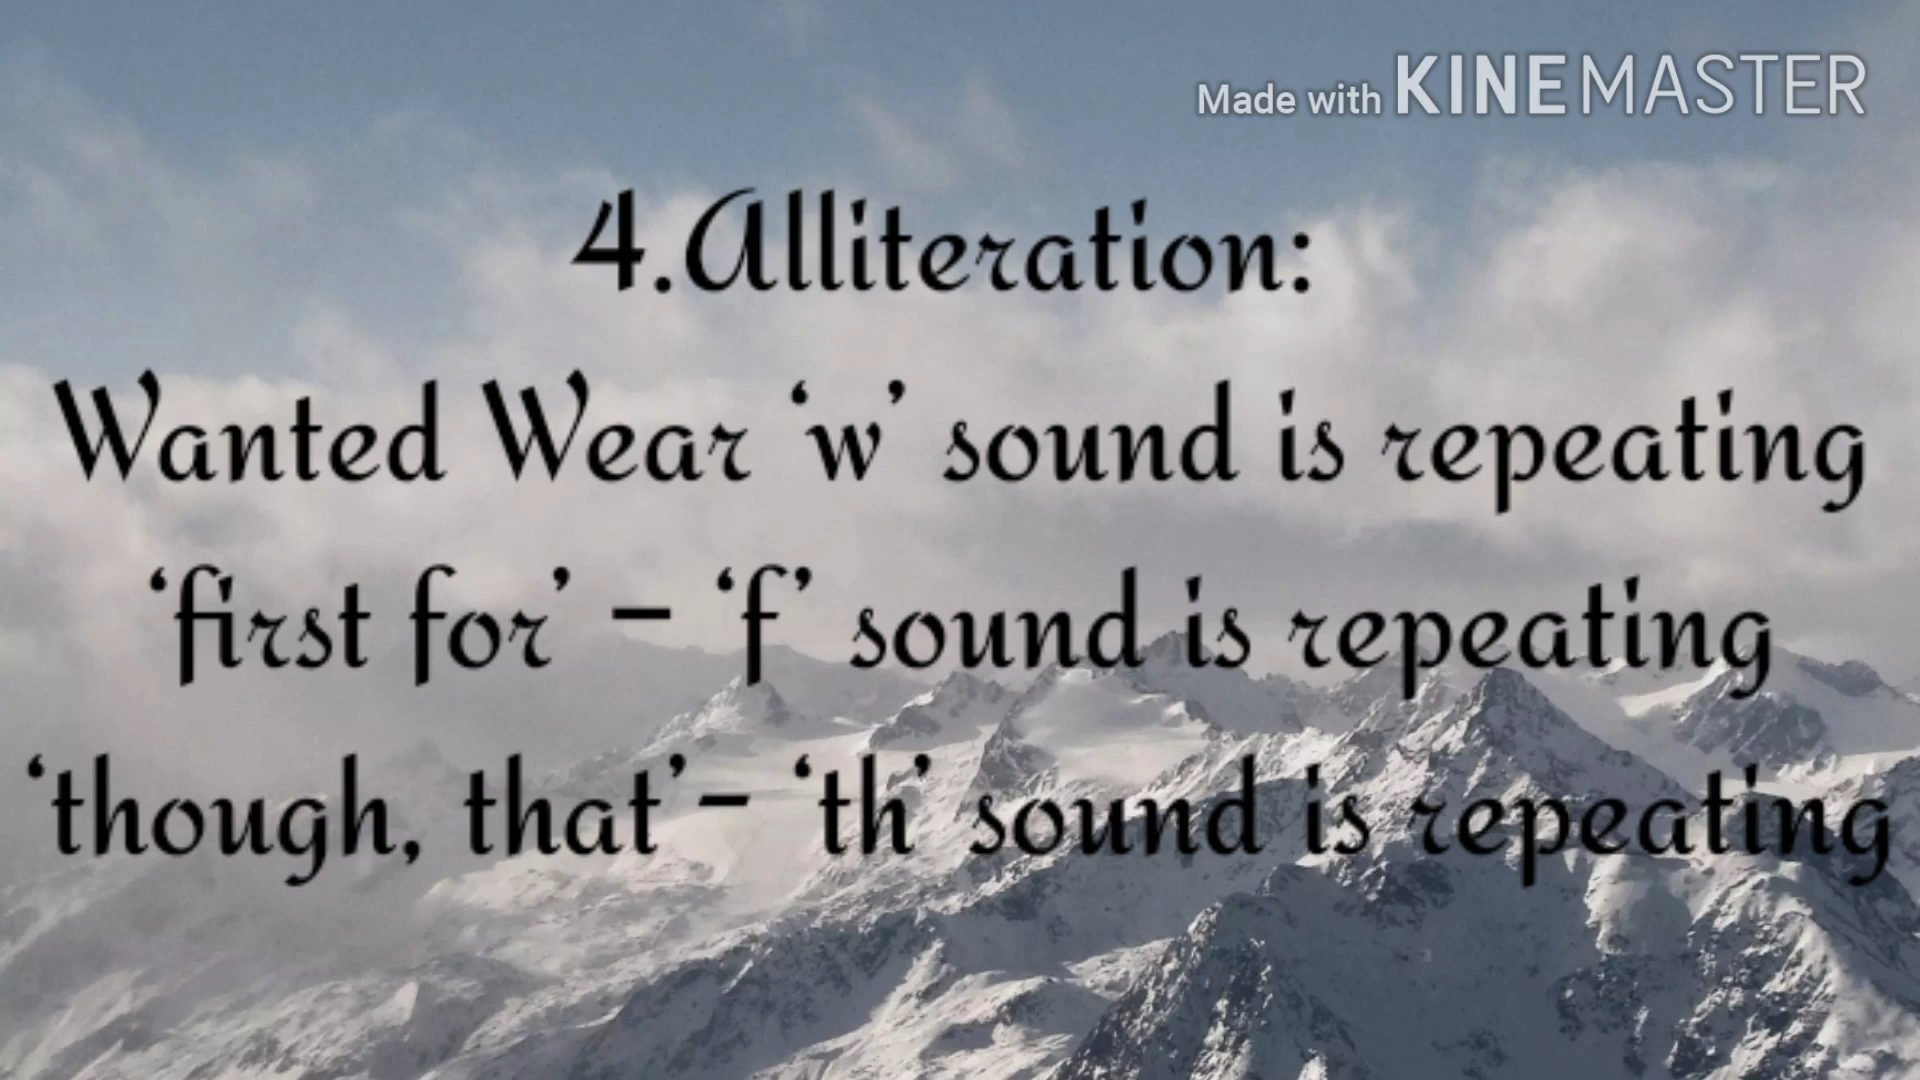 Made with KINEMASTER
4.Alliteration:
Wanted Wear ‘w’ sound is repeating
‘first for’ – ‘f’ sound is repeating
‘though, that’ – ‘th’ sound is repeating